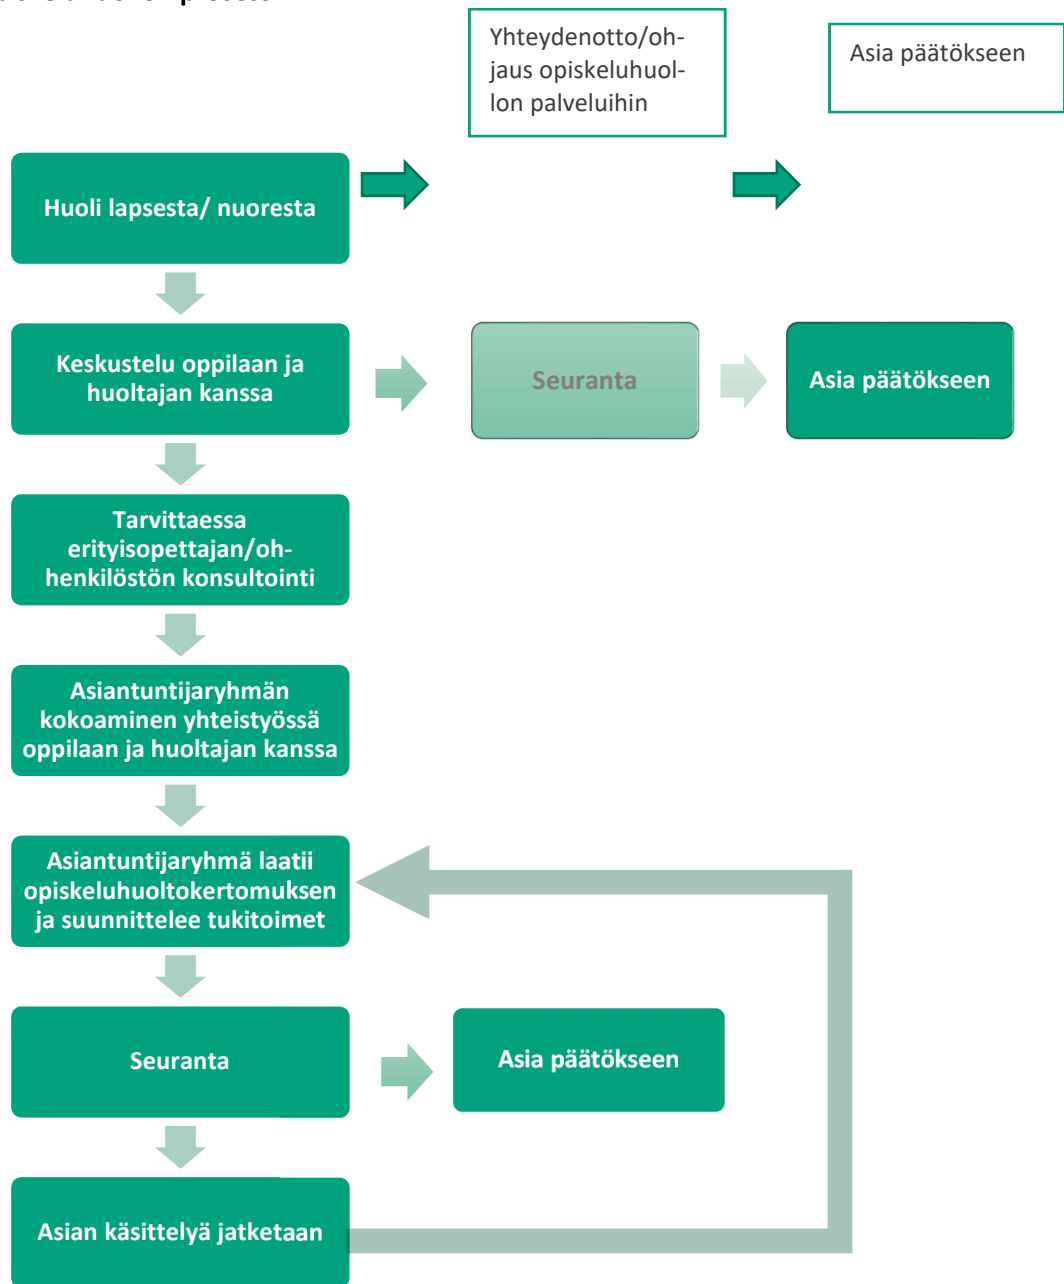 Yhteydenotto/oh-
jaus opiskeluhuol-
lon palveluihin
Asia päätökseen
Huoli lapsesta/ nuoresta
Keskustelu oppilaan ja
huoltajan kanssa
Seuranta
Asia päätökseen
Tarvittaessa
erityisopettajan/oh-
henkilöstön konsultointi
Asiantuntijaryhmän
kokoaminen yhteistyössä
oppilaan ja huoltajan kanssa
Asiantuntijaryhmä laatii
opiskeluhuoltokertomuksen
ja suunnittelee tukitoimet
Seuranta
Asia päätökseen
Asian käsittelyä jatketaan